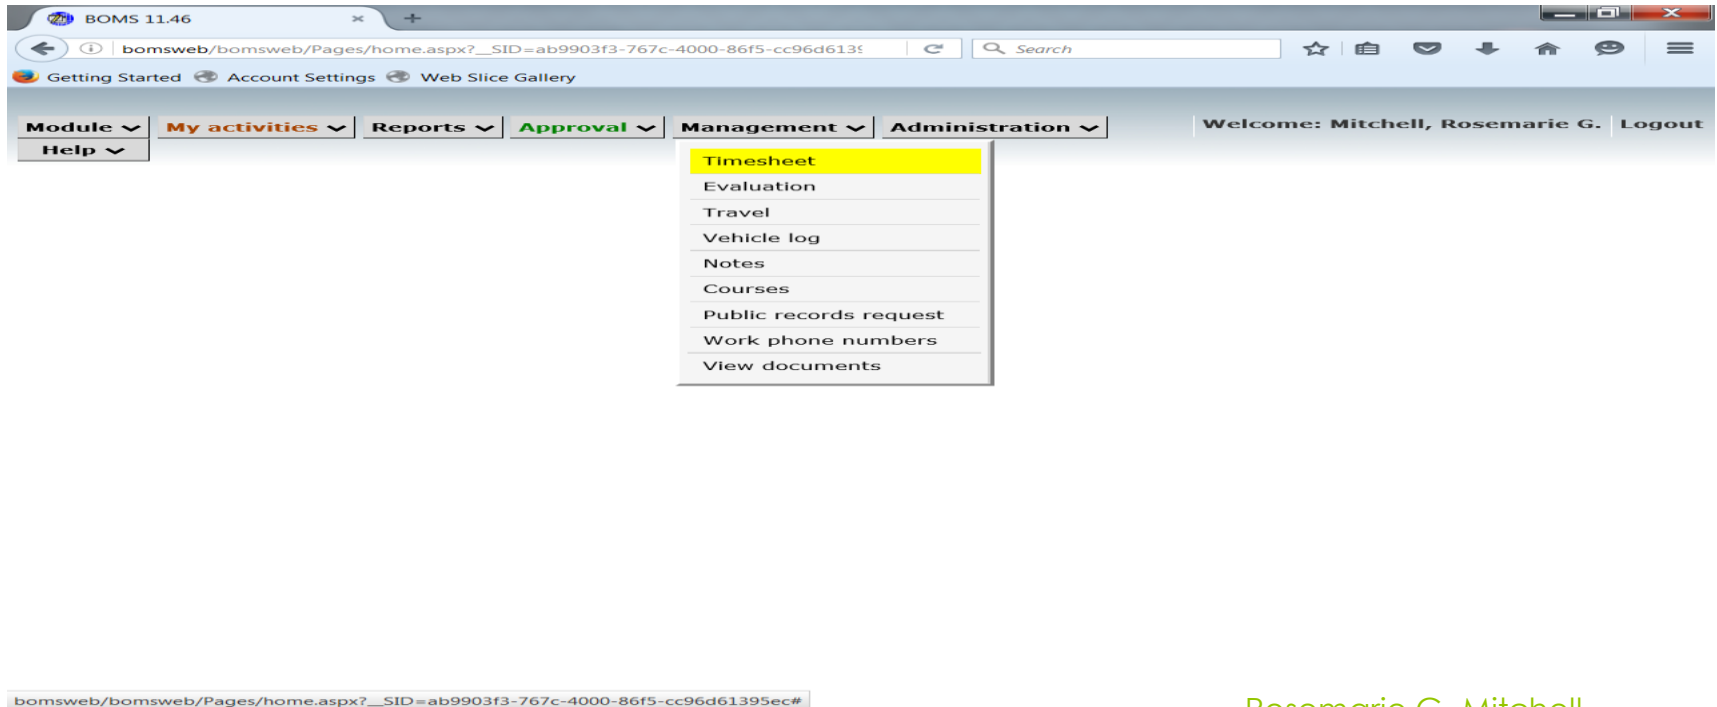 BOMS 11.46
bomsweb/bomsweb/Pages/home.aspx?__SID=ab9903f3-767c-4000-86f5-cc96d6139
Search
Getting Started Account Settings Web Slice Gallery
Module My activities Reports Approval Management Administration Welcome: Mitchell, Rosemarie G. Logout
Help
Timesheet
Evaluation
Travel
Vehicle log
Notes
Courses
Public records request
Work phone numbers
View documents
bomsweb/bomsweb/Pages/home.aspx?__SID=ab9903f3-767c-4000-86f5-cc96d61395ec#
Rosemarie G. Mitchell